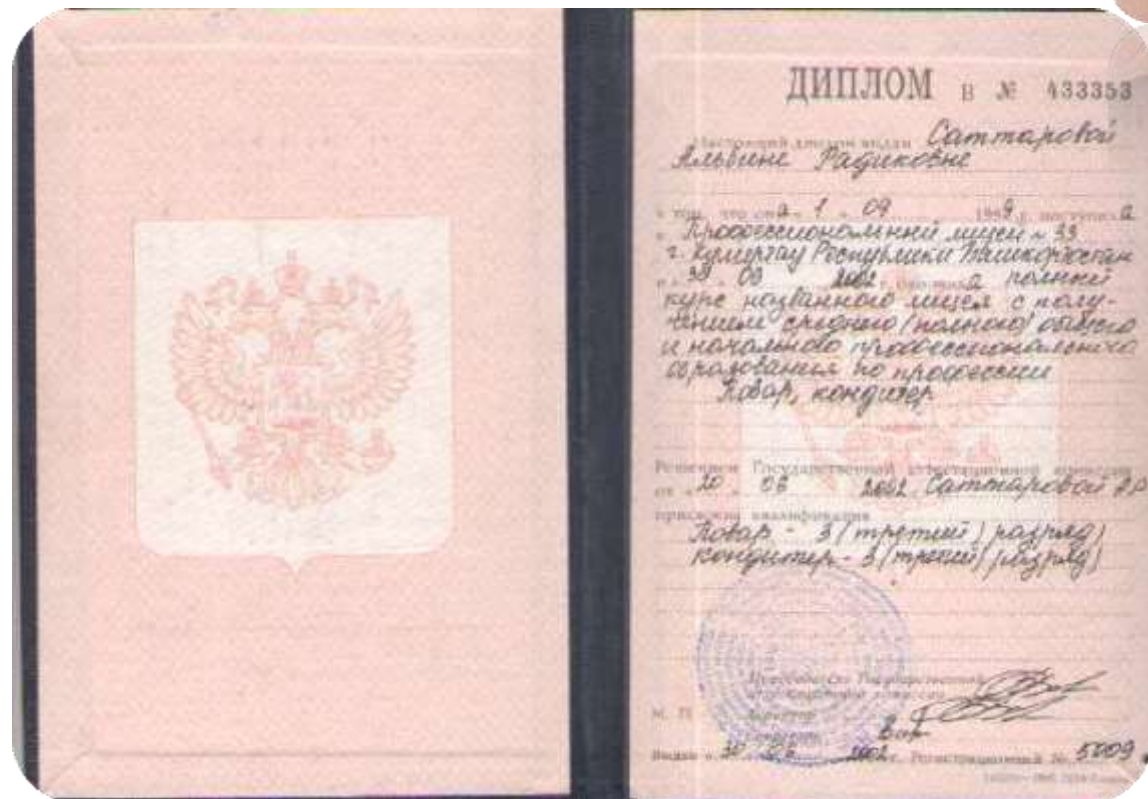 ДИПЛОМ В № 433353
Настоящий диплом выдан Саттаровой
Альбине Радиковне
в том, что она « 1 » 09 1999 г. поступила
в Профессиональный лицей № 33
г. Кумертау Республики Башкортостан
и « 30 » 06 2002 г. окончила полный
курс названного лицея с полу-
чением среднего (полного) общего
и начального профессионального
образования по профессии
Повар, кондитер
Решением Государственной аттестационной комиссии
от « 20 » 06 2002 Саттаровой А.Р.
присвоена квалификация
Повар - 3 (третий) разряд)
кондитер - 3 (третий) разряд)
Председатель Государственной
аттестационной комиссии
М. П. Директор
Секретарь
Выдан « 30 » 06 2002 г. Регистрационный № 5009